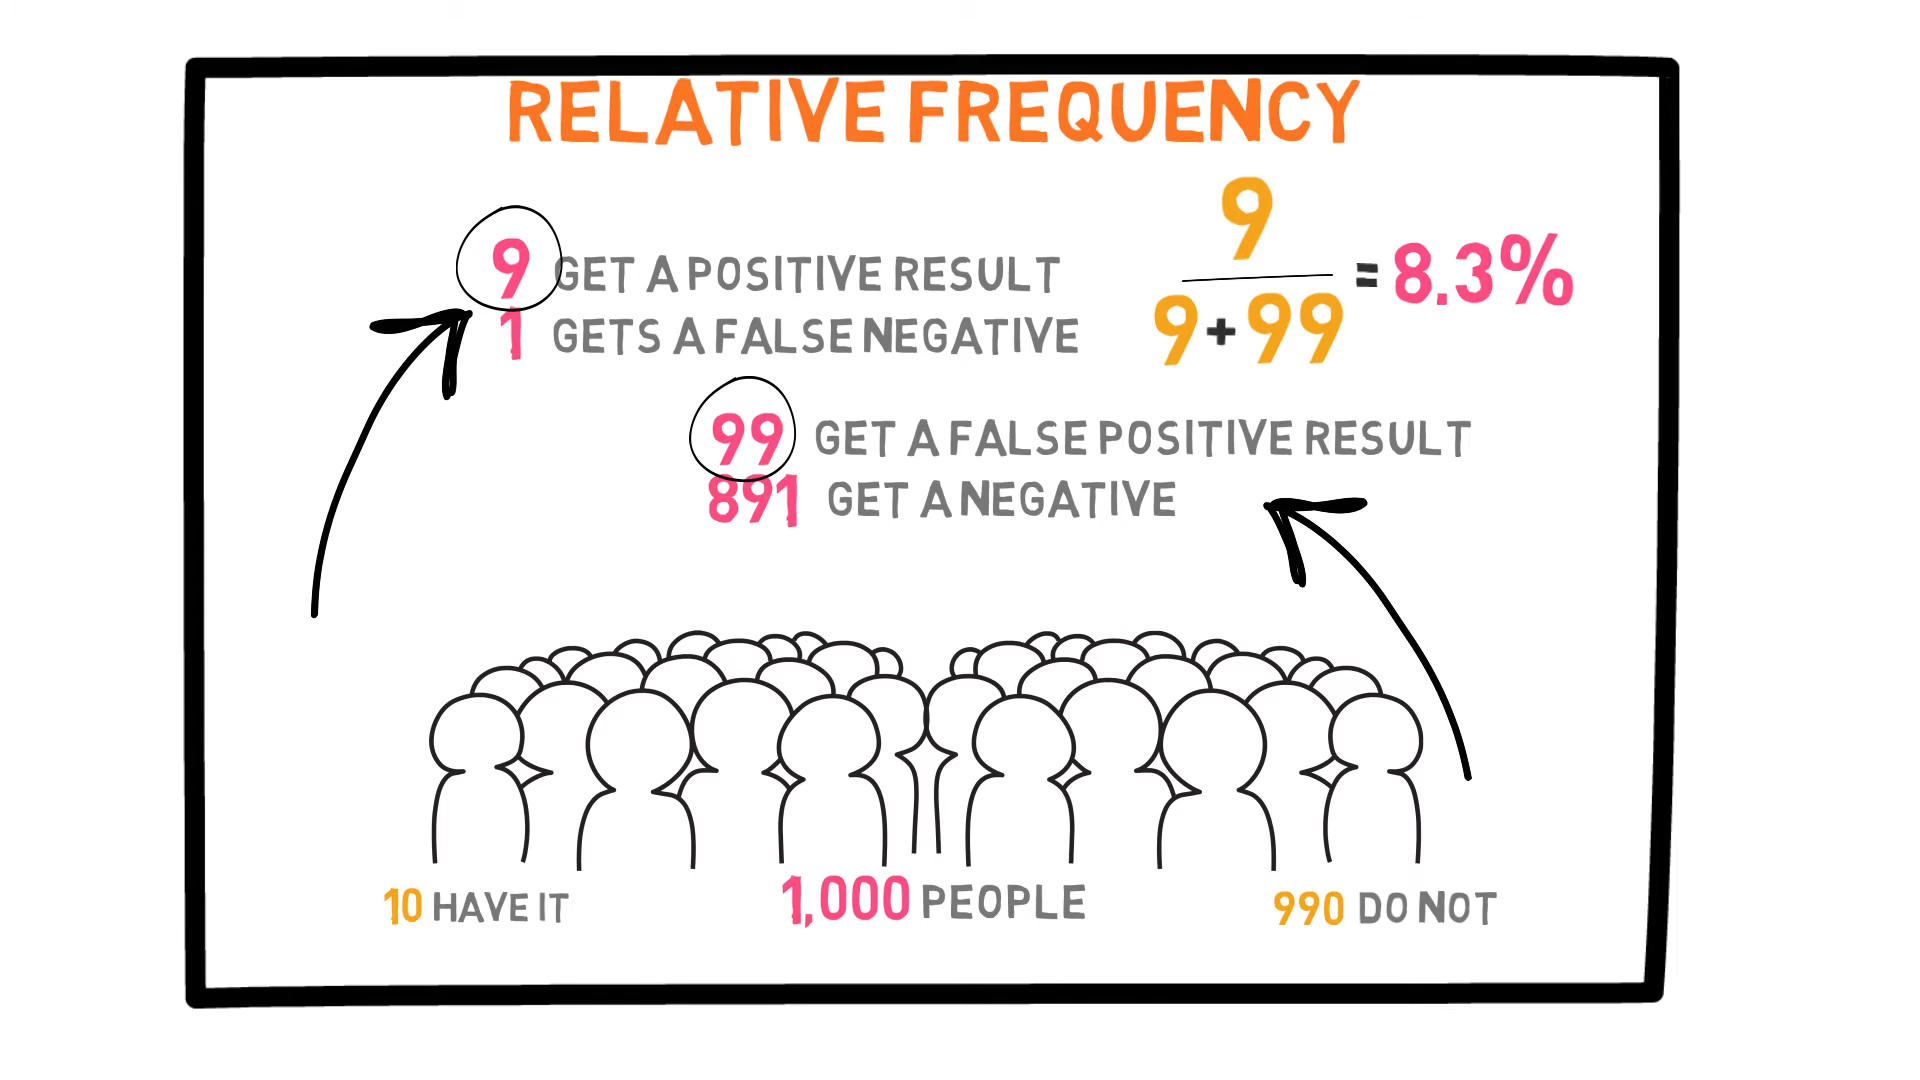 RELATIVE FREQUENCY
9 GET A POSITIVE RESULT
1 GETS A FALSE NEGATIVE
9
9+99
= 8.3%
99 GET A FALSE POSITIVE RESULT
891 GET A NEGATIVE
10 HAVE IT
1,000 PEOPLE
990 DO NOT